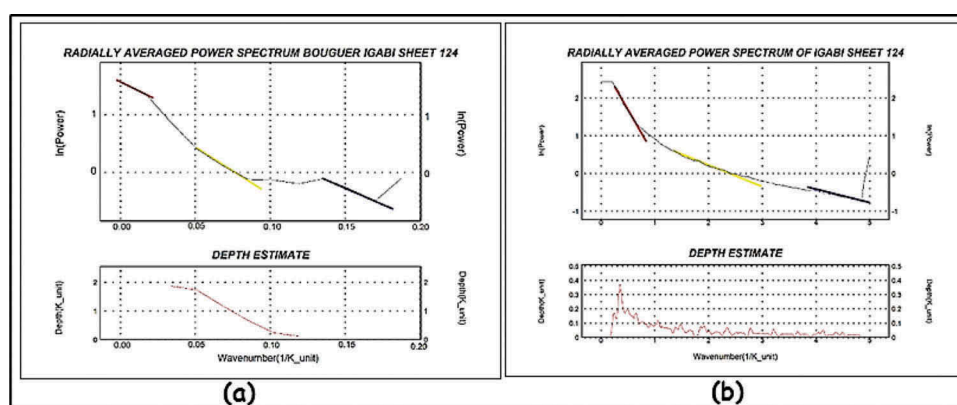 RADIALLY AVERAGED POWER SPECTRUM BOUGUER IGABI SHEET 124
ln(Power)
1
0
1
0
ln(Power)
0.00 0.05 0.10 0.15 0.20
DEPTH ESTIMATE
Depth(K_unit)
2
1
0
2
1
0
Depth(K_unit)
0.00 0.05 0.10 0.15 0.20
Wavenumber(1/K_unit)
(a)
RADIALLY AVERAGED POWER SPECTRUM OF IGABI SHEET 124
ln(Power)
2
1
0
-1
2
1
0
-1
ln(Power)
0 1 2 3 4 5
DEPTH ESTIMATE
Depth(K_unit)
0.5
0.4
0.3
0.2
0.1
0
0.5
0.4
0.3
0.2
0.1
0
Depth(K_unit)
0 1 2 3 4 5
Wavenumber(1/K_unit)
(b)